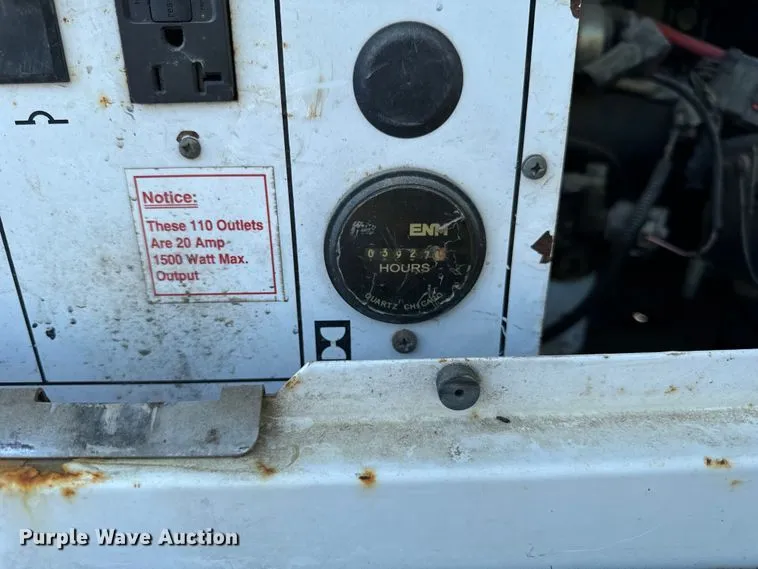 Notice:
These 110 Outlets
Are 20 Amp
1500 Watt Max.
Output
ENM
HOURS
QUARTZ CHICAGO
Purple Wave Auction